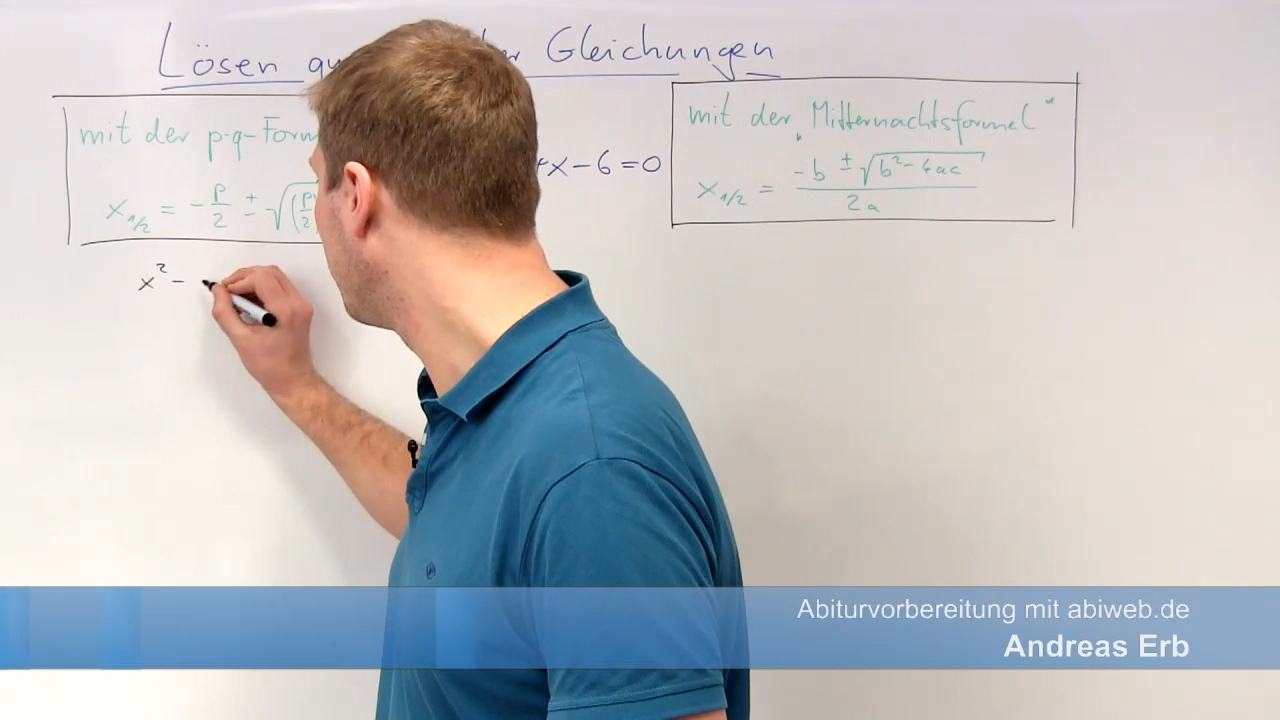 Lösen Gleichungen
mit der p-q-Form
x₁/₂ = -p/2 ± √(p/2
x - 6 = 0
mit der „Mitternachtsformel"
x₁/₂ = (-b ± √(b² - 4ac))/2a
x² -
Abiturvorbereitung mit abiweb.de
Andreas Erb